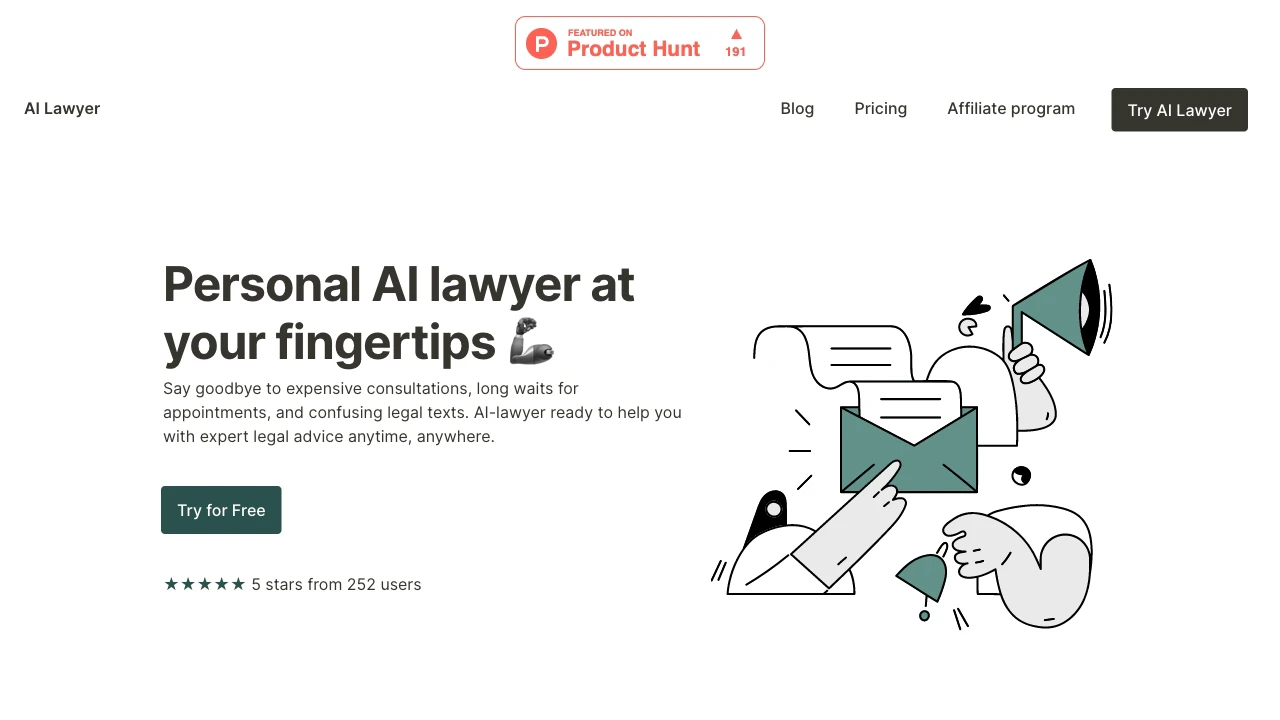 FEATURED ON
Product Hunt
191
AI Lawyer
Blog
Pricing
Affiliate program
Try AI Lawyer
Personal AI lawyer at
your fingertips 🦾
Say goodbye to expensive consultations, long waits for
appointments, and confusing legal texts. AI-lawyer ready to help you
with expert legal advice anytime, anywhere.
Try for Free
★★★★★ 5 stars from 252 users